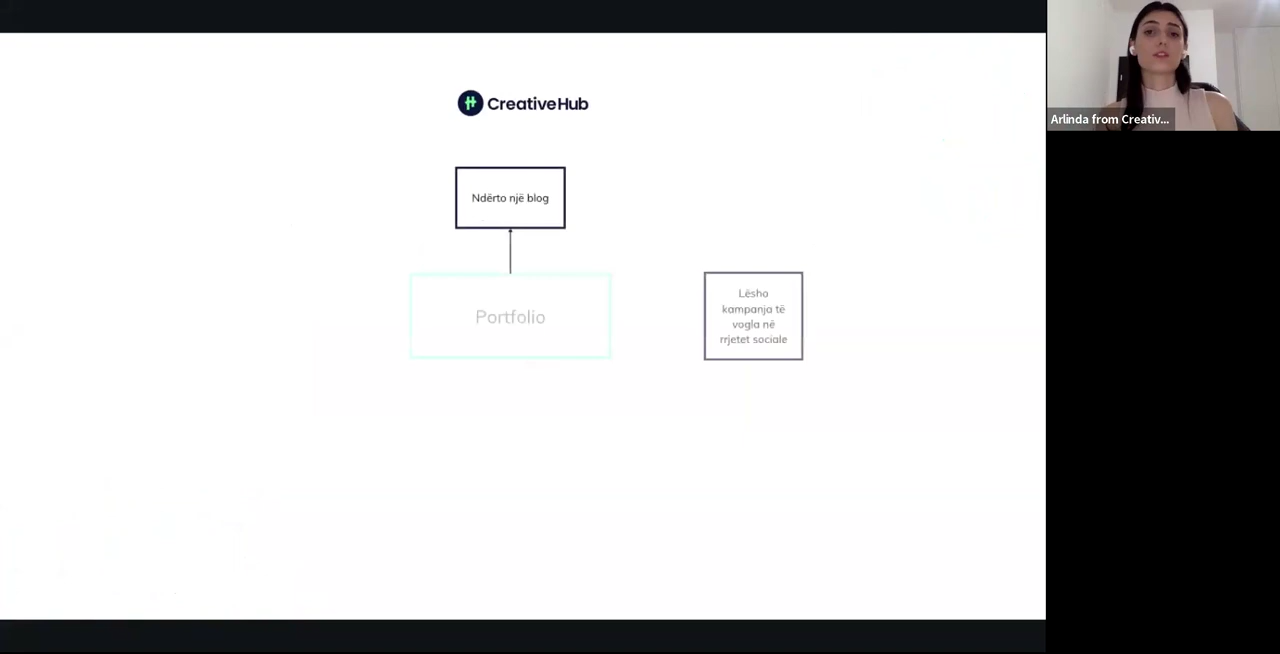 CreativeHub
Arlinda from Creativ...
Ndërto një blog
Portfolio
Lësho
kampanja të
vogla në
rrjetet sociale